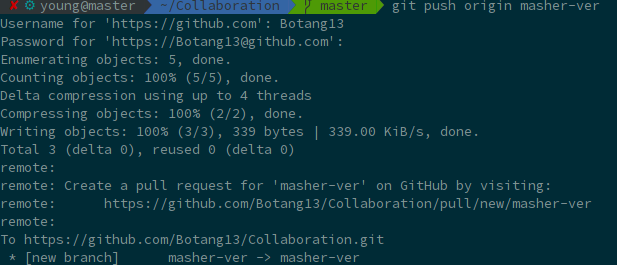 ✘ ⚙ young@master ~/Collaboration master git push origin masher-ver
Username for 'https://github.com': Botang13
Password for 'https://Botang13@github.com':
Enumerating objects: 5, done.
Counting objects: 100% (5/5), done.
Delta compression using up to 4 threads
Compressing objects: 100% (2/2), done.
Writing objects: 100% (3/3), 339 bytes | 339.00 KiB/s, done.
Total 3 (delta 0), reused 0 (delta 0)
remote:
remote: Create a pull request for 'masher-ver' on GitHub by visiting:
remote:      https://github.com/Botang13/Collaboration/pull/new/masher-ver
remote:
To https://github.com/Botang13/Collaboration.git
 * [new branch]      masher-ver -> masher-ver